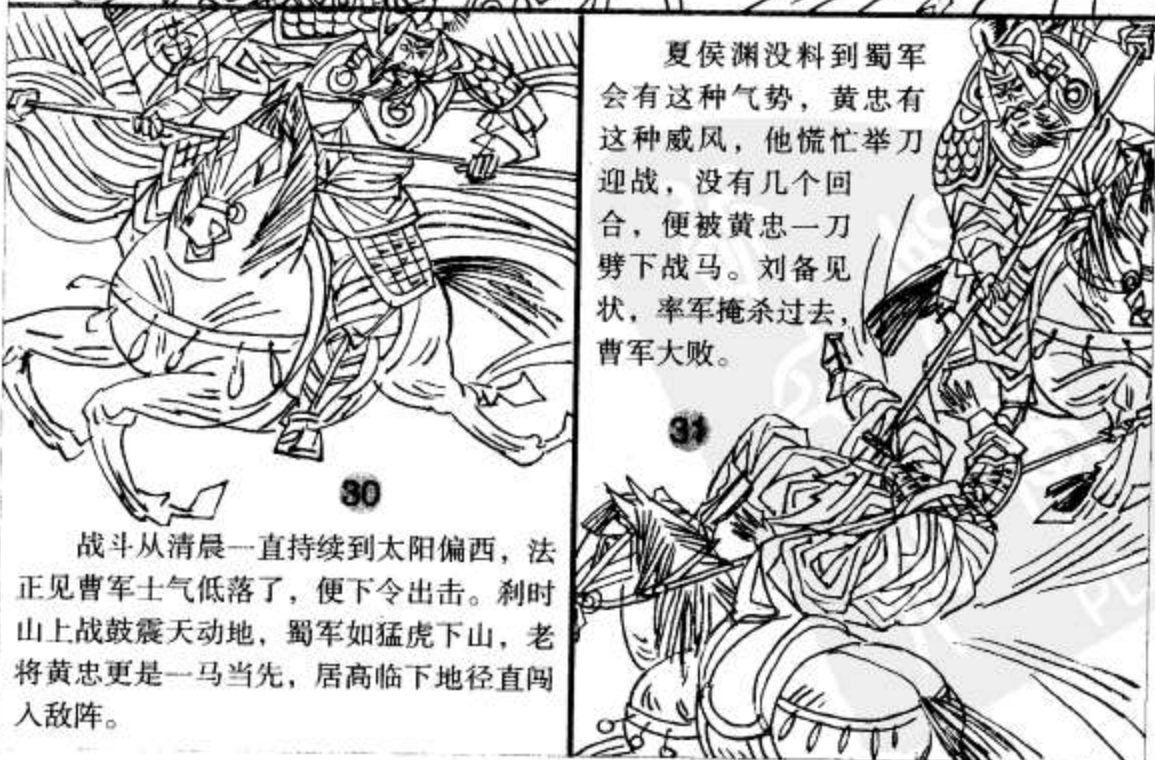 30
战斗从清晨一直持续到太阳偏西，法
正见曹军士气低落了，便下令出击。刹时
山上战鼓震天动地，蜀军如猛虎下山，老
将黄忠更是一马当先，居高临下地径直闯
入敌阵。
夏侯渊没料到蜀军
会有这种气势，黄忠有
这种威风，他慌忙举刀
迎战，没有几个回
合，便被黄忠一刀
劈下战马。刘备见
状，率军掩杀过去，
曹军大败。
31